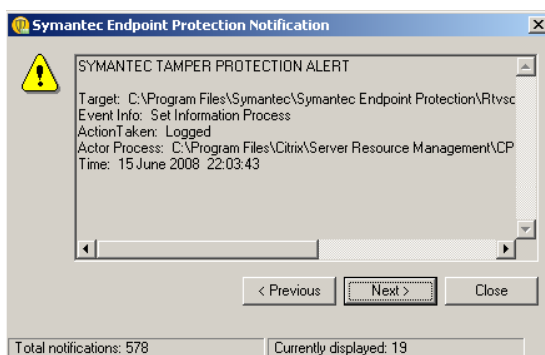 Symantec Endpoint Protection Notification
SYMANTEC TAMPER PROTECTION ALERT
Target: C:\Program Files\Symantec\Symantec Endpoint Protection\Rtvsc
Event Info: Set Information Process
ActionTaken: Logged
Actor Process: C:\Program Files\Citrix\Server Resource Management\CP
Time: 15 June 2008 22:03:43
< Previous
Next >
Close
Total notifications: 578
Currently displayed: 19